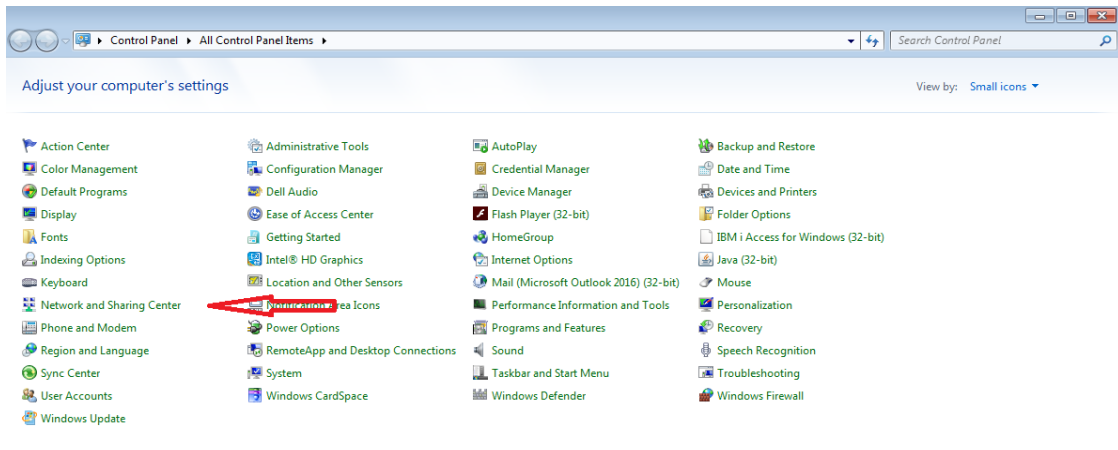 Control Panel All Control Panel Items Search Control Panel
Adjust your computer's settings View by: Small icons
Action Center Administrative Tools AutoPlay Backup and Restore
Color Management Configuration Manager Credential Manager Date and Time
Default Programs Dell Audio Device Manager Devices and Printers
Display Ease of Access Center Flash Player (32-bit) Folder Options
Fonts Getting Started HomeGroup IBM i Access for Windows (32-bit)
Indexing Options Intel® HD Graphics Internet Options Java (32-bit)
Keyboard Location and Other Sensors Mail (Microsoft Outlook 2016) (32-bit) Mouse
Network and Sharing Center Notification Area Icons Performance Information and Tools Personalization
Phone and Modem Power Options Programs and Features Recovery
Region and Language RemoteApp and Desktop Connections Sound Speech Recognition
Sync Center System Taskbar and Start Menu Troubleshooting
User Accounts Windows CardSpace Windows Defender Windows Firewall
Windows Update